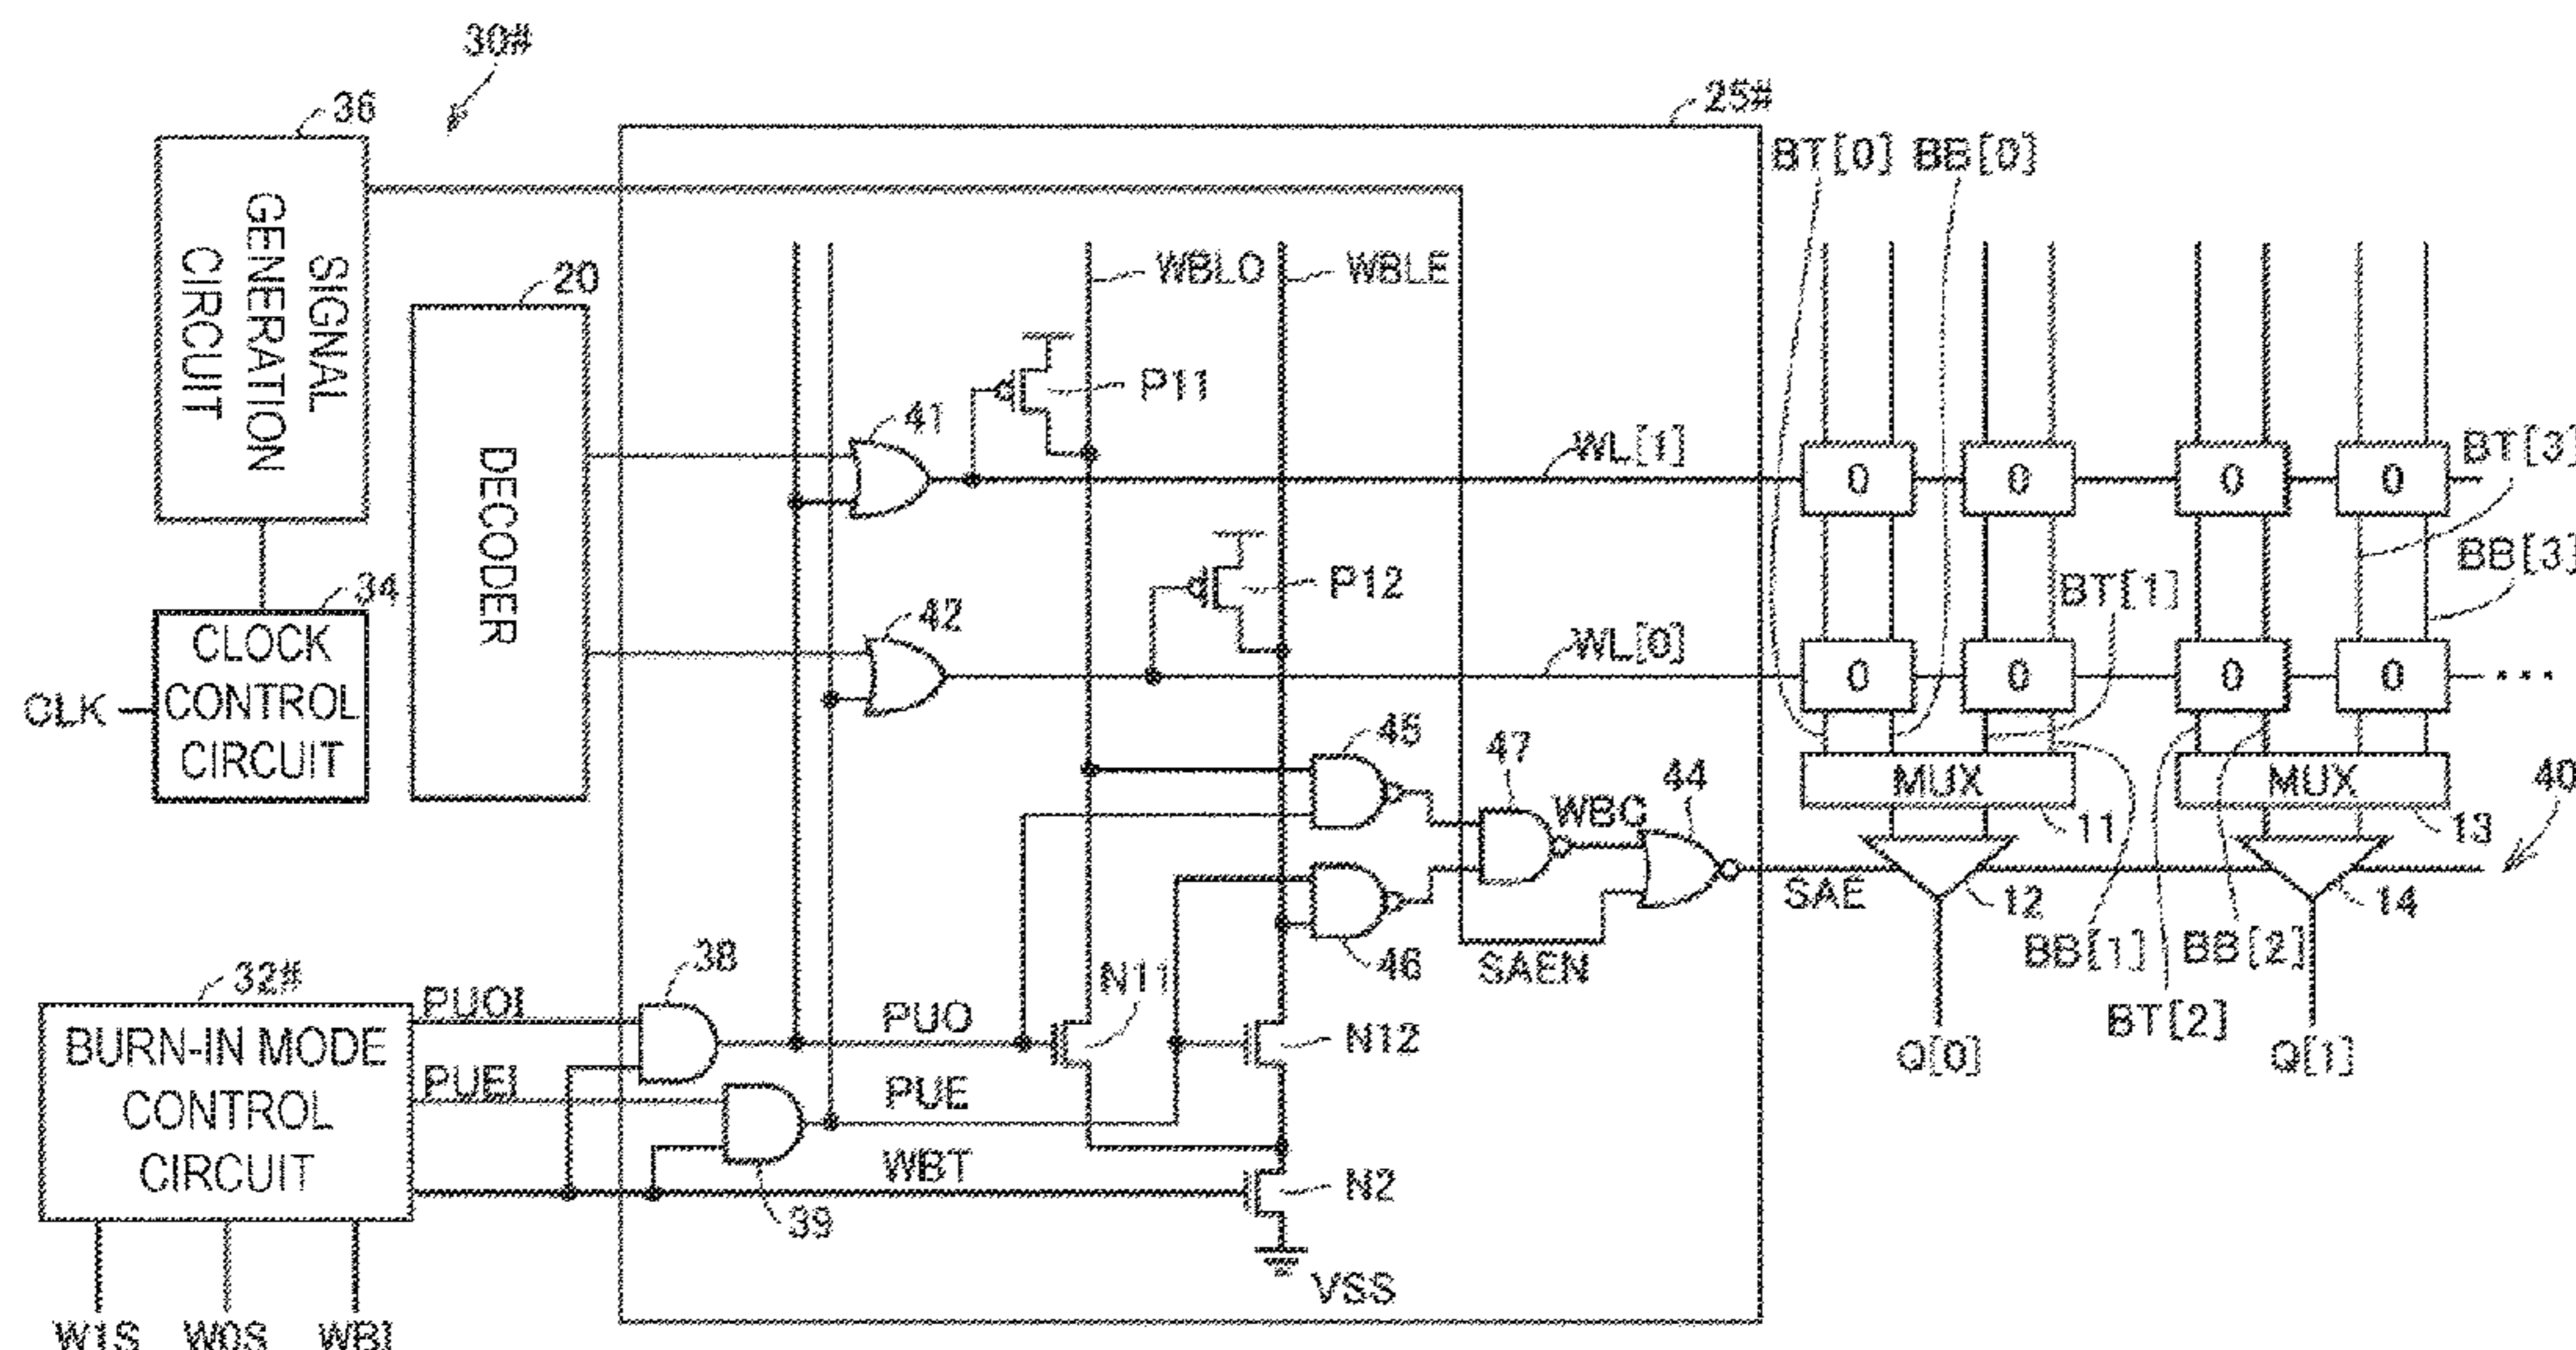 30#
36
25#
SIGNAL
GENERATION
CIRCUIT
BT[0] BB[0]
20
WBLO
WBLE
DECODER
P11
41
WL[1]
0
0
0
0
BT[3]
BB[3]
34
CLOCK
CONTROL
CIRCUIT
CLK
P12
42
BT[1]
WL[0]
0
0
0
0
...
45
47
WBC
44
MUX
MUX
40
11
13
SAE
12
14
46
SAEN
BB[1]
BB[2]
BT[2]
Q[0]
Q[1]
38
32#
PUOI
PUO
N11
N12
BURN-IN MODE
CONTROL
CIRCUIT
PUEI
PUE
WBT
N2
39
VSS
W1S
W0S
WBI